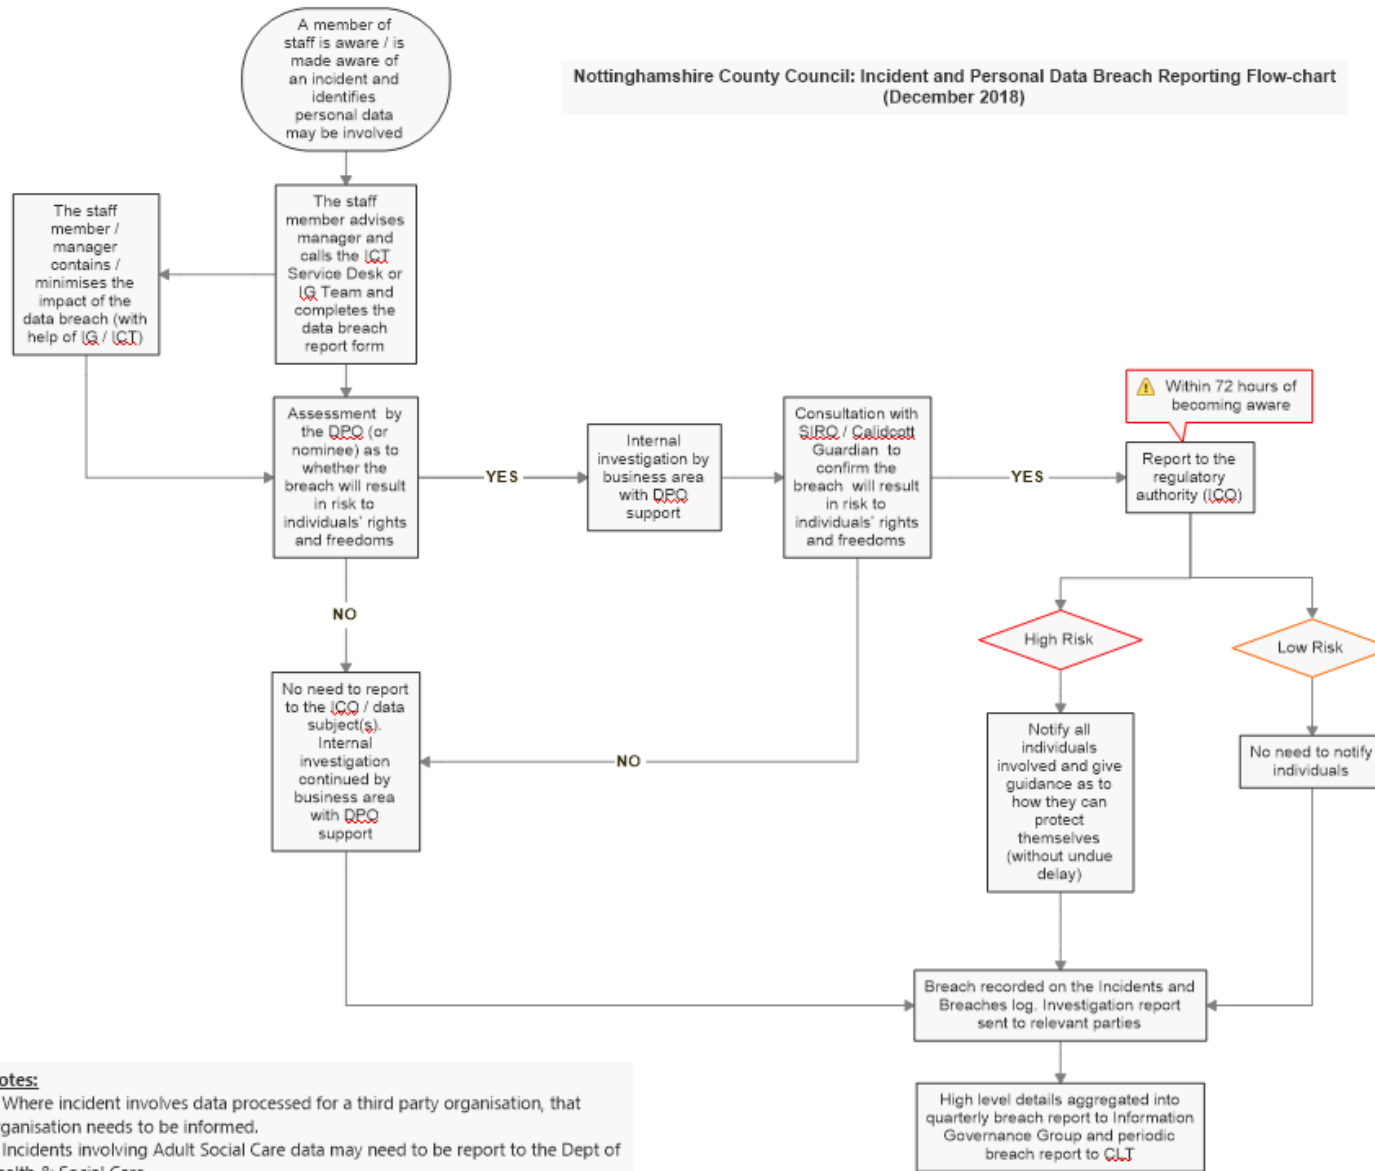 A member of
staff is aware / is
made aware of
an incident and
identifies
personal data
may be involved
Nottinghamshire County Council: Incident and Personal Data Breach Reporting Flow-chart
(December 2018)
The staff
member /
manager
contains /
minimises the
impact of the
data breach (with
help of IG / ICT)
The staff
member advises
manager and
calls the ICT
Service Desk or
IG Team and
completes the
data breach
report form
Assessment by
the DPO (or
nominee) as to
whether the
breach will result
in risk to
individuals' rights
and freedoms
YES
Internal
investigation by
business area
with DPO
support
Consultation with
SIRO / Calidcott
Guardian to
confirm the
breach will result
in risk to
individuals' rights
and freedoms
YES
Within 72 hours of
becoming aware
Report to the
regulatory
authority (ICO)
NO
High Risk
Low Risk
No need to report
to the ICO / data
subject(s).
Internal
investigation
continued by
business area
with DPO
support
NO
Notify all
individuals
involved and give
guidance as to
how they can
protect
themselves
(without undue
delay)
No need to notify
individuals
Breach recorded on the Incidents and
Breaches log. Investigation report
sent to relevant parties
High level details aggregated into
quarterly breach report to Information
Governance Group and periodic
breach report to CLT
otes:
Where incident involves data processed for a third party organisation, that
ganisation needs to be informed.
Incidents involving Adult Social Care data may need to be report to the Dept of